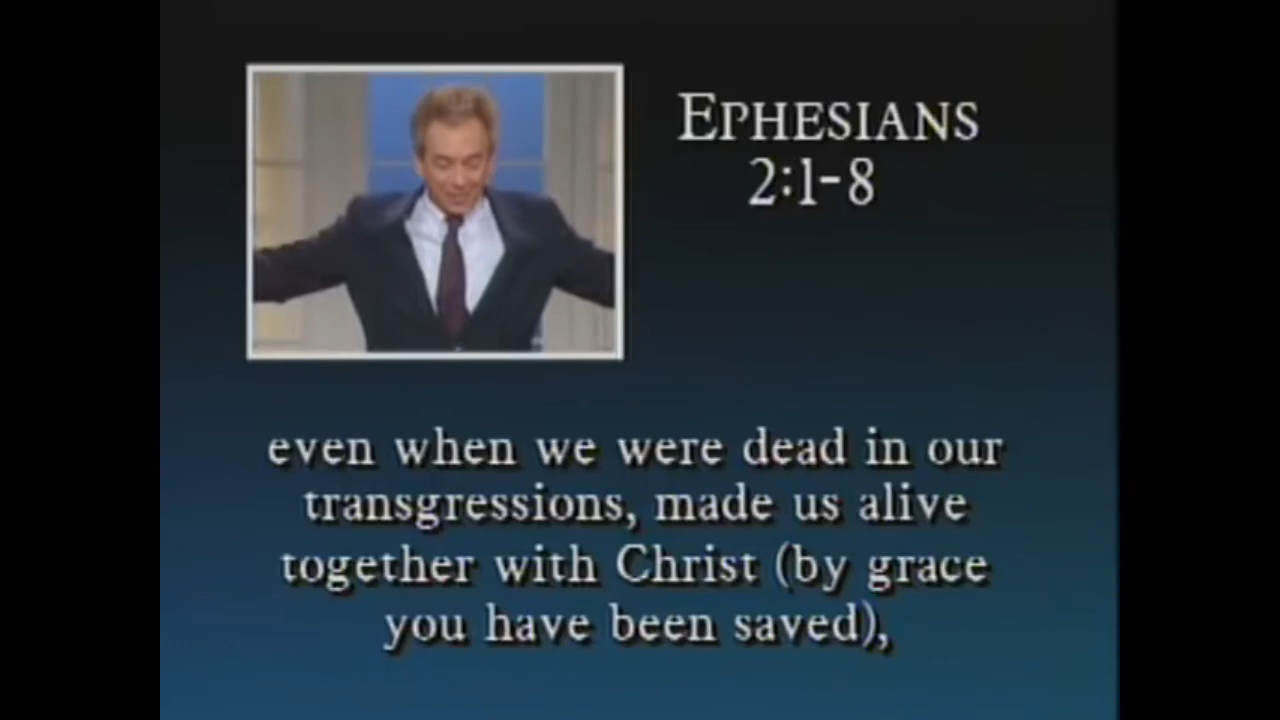 EPHESIANS
2:1-8
even when we were dead in our
transgressions, made us alive
together with Christ (by grace
you have been saved),